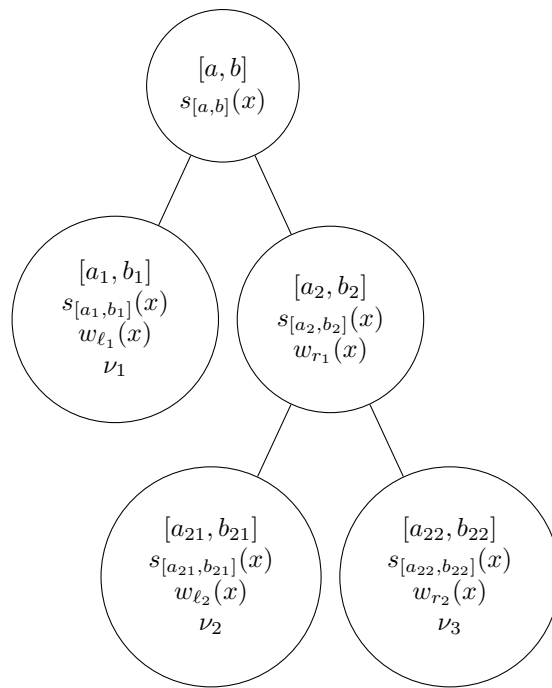 [a, b]
s_{[a,b]}(x)
[a_1, b_1]
s_{[a_1,b_1]}(x)
w_{ℓ_1}(x)
ν_1
[a_2, b_2]
s_{[a_2,b_2]}(x)
w_{r_1}(x)
[a_{21}, b_{21}]
s_{[a_{21},b_{21}]}(x)
w_{ℓ_2}(x)
ν_2
[a_{22}, b_{22}]
s_{[a_{22},b_{22}]}(x)
w_{r_2}(x)
ν_3